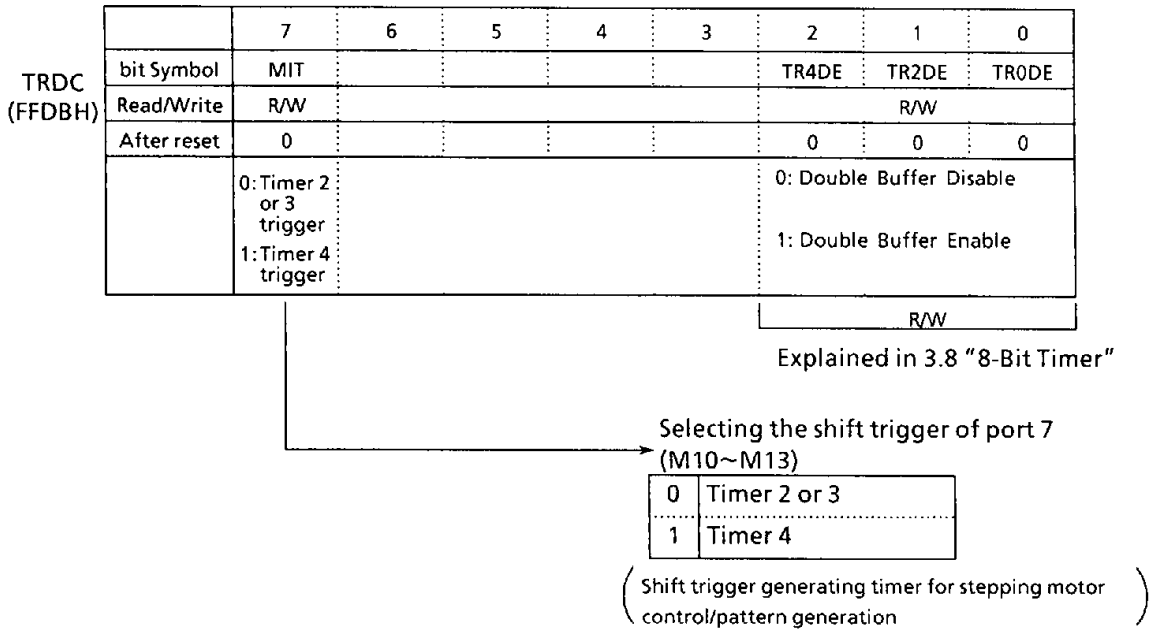 7 6 5 4 3 2 1 0
TRDC
(FFDBH)
bit Symbol MIT TR4DE TR2DE TR0DE
Read/Write R/W R/W
After reset 0 0 0 0
0: Timer 2
or 3
trigger
1: Timer 4
trigger
0: Double Buffer Disable
1: Double Buffer Enable
R/W
Explained in 3.8 "8-Bit Timer"
Selecting the shift trigger of port 7
(M10~M13)
0 Timer 2 or 3
1 Timer 4
( Shift trigger generating timer for stepping motor
control/pattern generation )